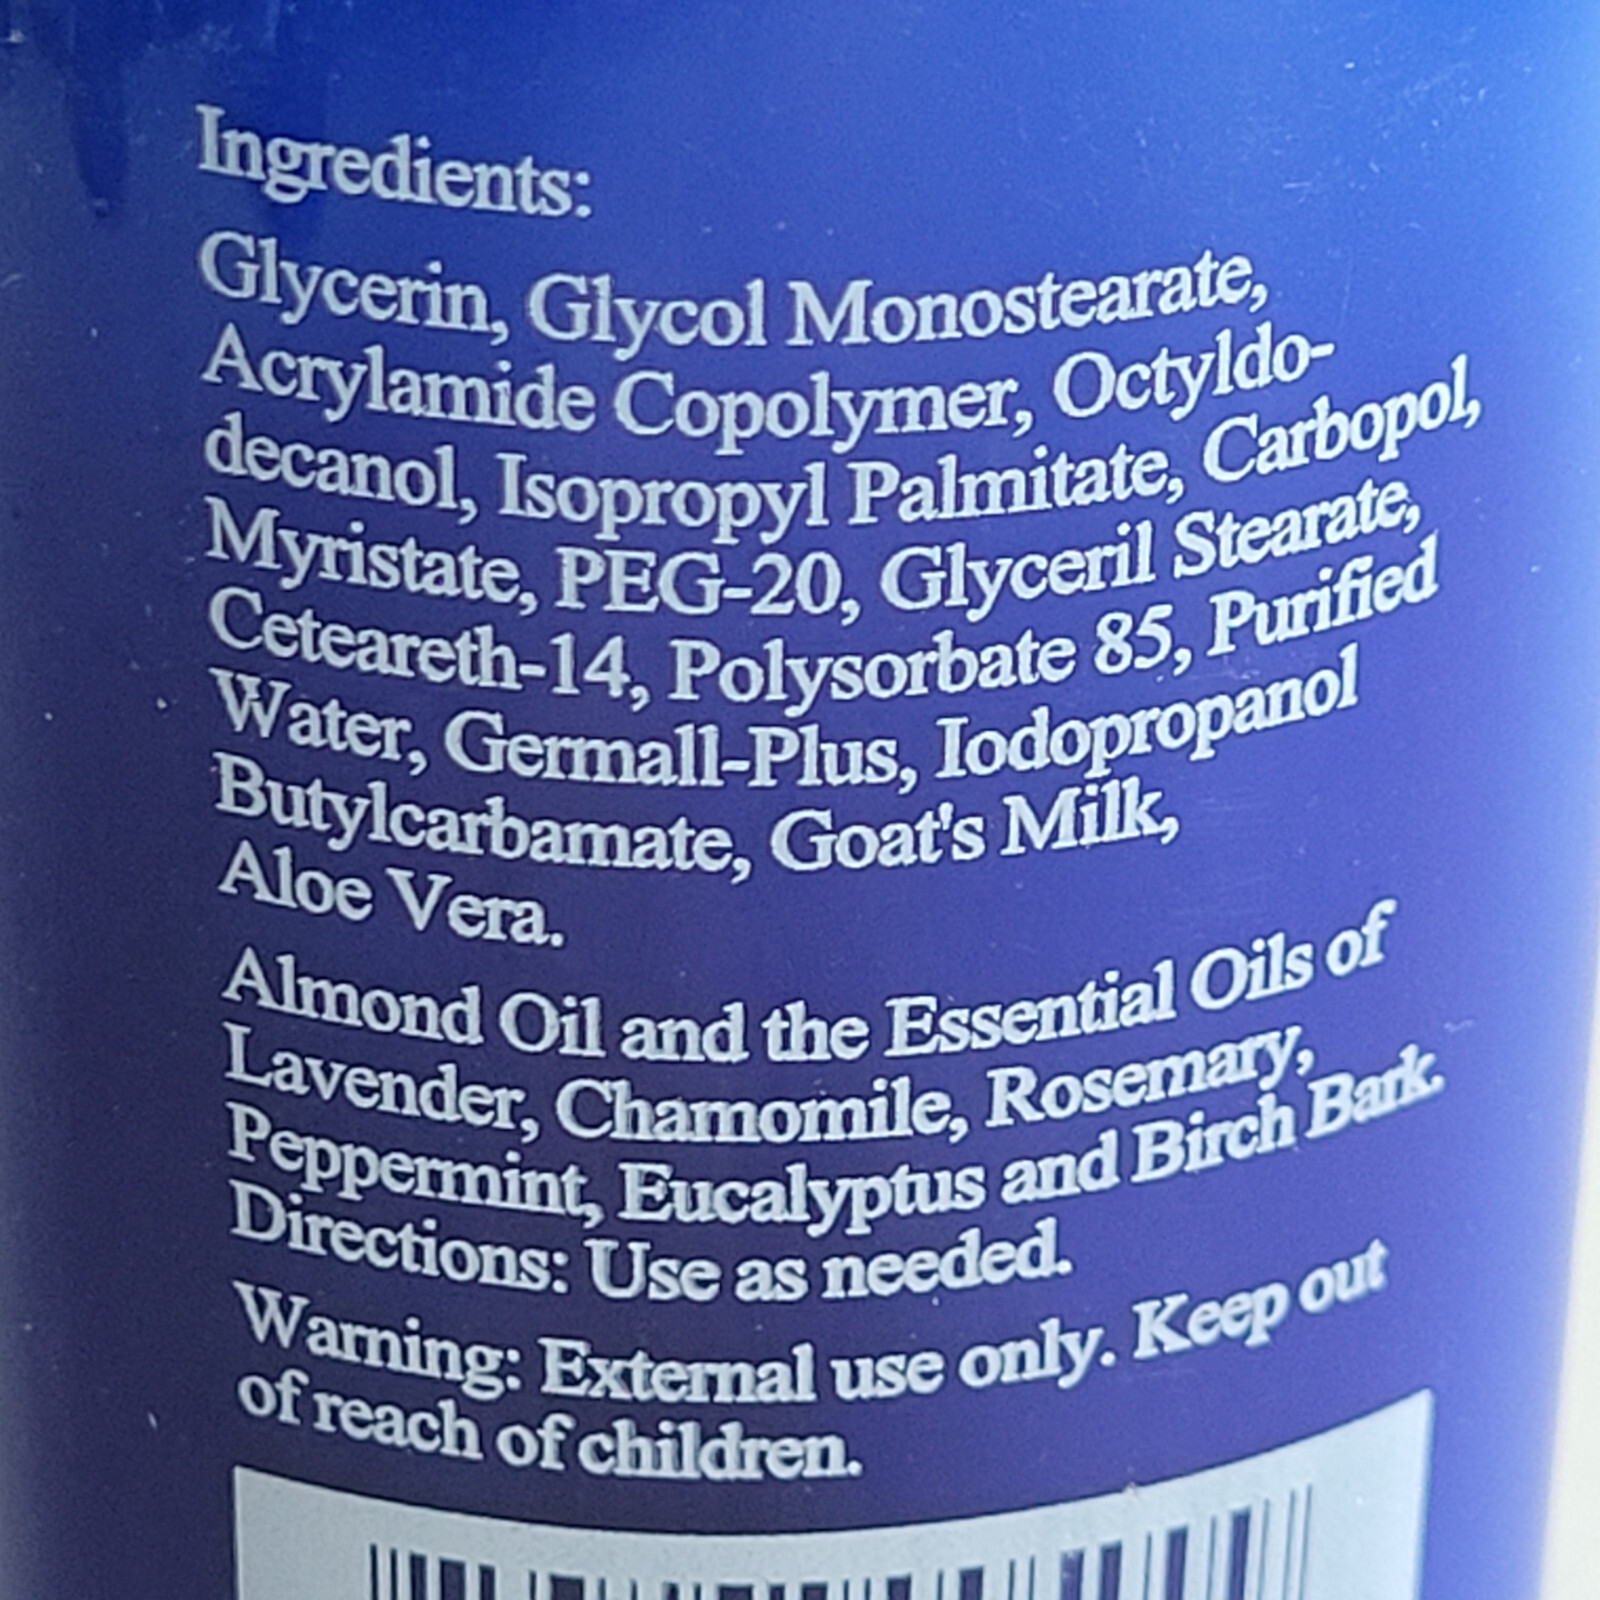 Ingredients:
Glycerin, Glycol Monostearate,
Acrylamide Copolymer, Octyldo-
decanol, Isopropyl Palmitate, Carbopol,
Myristate, PEG-20, Glyceril Stearate,
Ceteareth-14, Polysorbate 85, Purified
Water, Germall-Plus, Iodopropanol
Butylcarbamate, Goat's Milk,
Aloe Vera.
Almond Oil and the Essential Oils of
Lavender, Chamomile, Rosemary,
Peppermint, Eucalyptus and Birch Bark.
Directions: Use as needed.
Warning: External use only. Keep out
of reach of children.